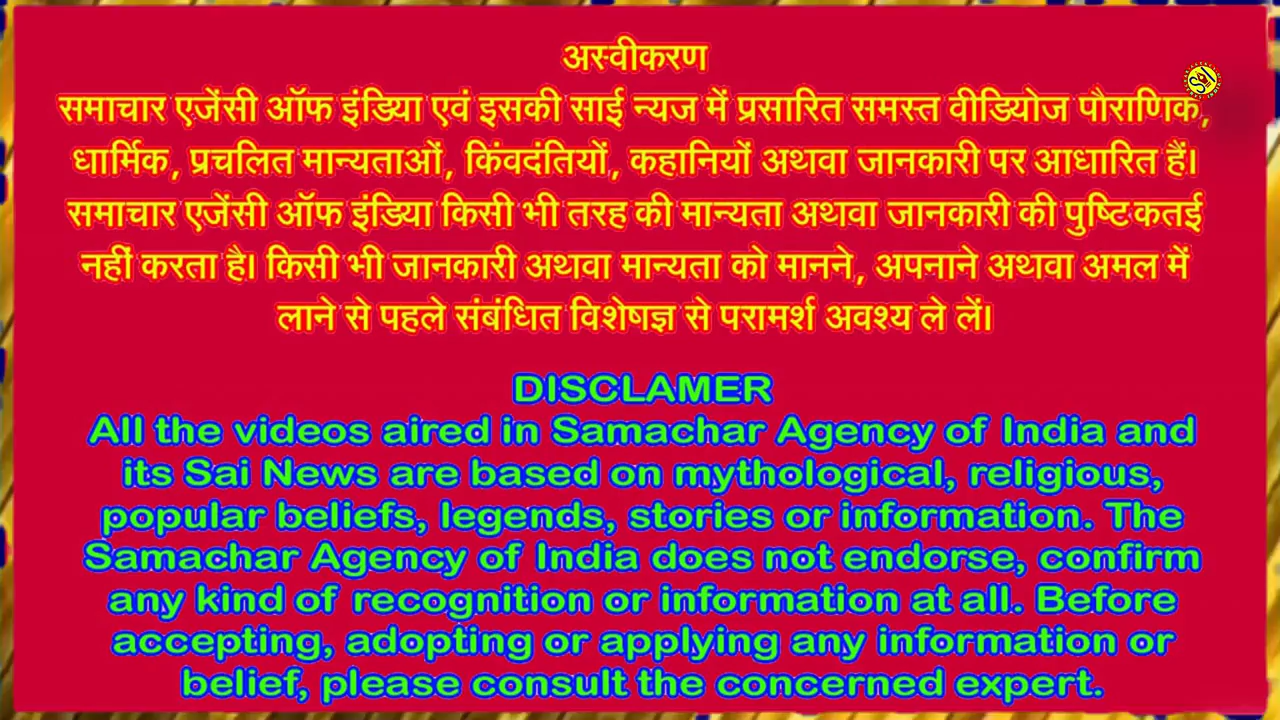 अस्वीकरण
SAI
समाचार एजेंसी ऑफ इंडिया एवं इसकी साई न्यज में प्रसारित समस्त वीडियोज पौराणिक,
धार्मिक, प्रचलित मान्यताओं, किंवदंतियों, कहानियों अथवा जानकारी पर आधारित हैं।
समाचार एजेंसी ऑफ इंडिया किसी भी तरह की मान्यता अथवा जानकारी की पुष्टि कतई
नहीं करता है। किसी भी जानकारी अथवा मान्यता को मानने, अपनाने अथवा अमल में
लाने से पहले संबंधित विशेषज्ञ से परामर्श अवश्य ले लें।
DISCLAMER
All the videos aired in Samachar Agency of India and
its Sai News are based on mythological, religious,
popular beliefs, legends, stories or information. The
Samachar Agency of India does not endorse, confirm
any kind of recognition or information at all. Before
accepting, adopting or applying any information or
belief, please consult the concerned expert.